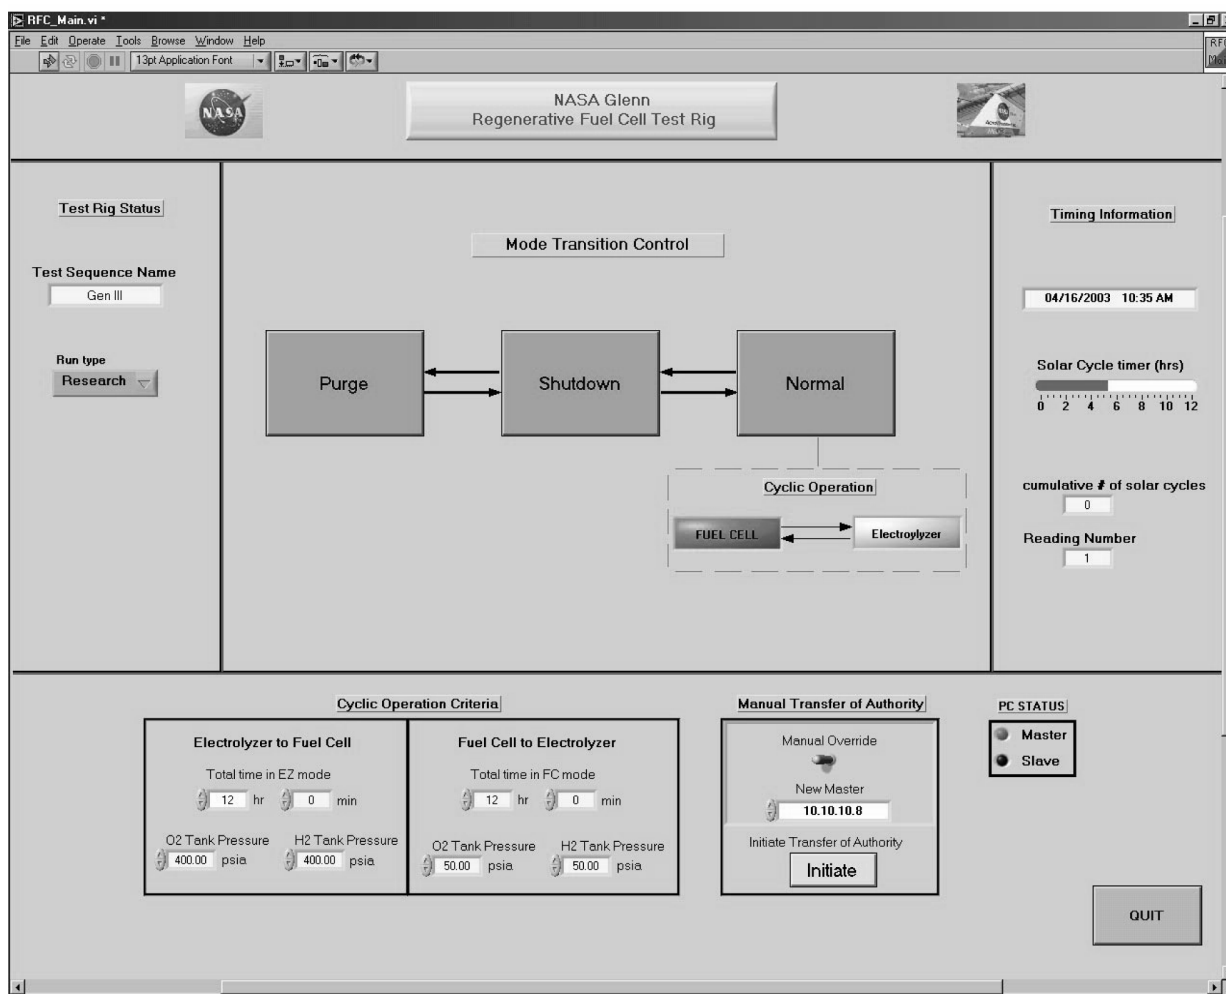 RFC_Main.vi *
File Edit Operate Tools Browse Window Help
13pt Application Font
NASA
NASA Glenn
Regenerative Fuel Cell Test Rig
Test Rig Status
Test Sequence Name
Gen III
Run type
Research
Mode Transition Control
Purge
Shutdown
Normal
Cyclic Operation
FUEL CELL
Electroylyzer
Timing Information
04/16/2003 10:35 AM
Solar Cycle timer (hrs)
0 2 4 6 8 10 12
cumulative # of solar cycles
0
Reading Number
1
Cyclic Operation Criteria
Electrolyzer to Fuel Cell
Total time in EZ mode
12 hr 0 min
O2 Tank Pressure H2 Tank Pressure
400.00 psia 400.00 psia
Fuel Cell to Electrolyzer
Total time in FC mode
12 hr 0 min
O2 Tank Pressure H2 Tank Pressure
50.00 psia 50.00 psia
Manual Transfer of Authority
Manual Override
New Master
10.10.10.8
Initiate Transfer of Authority
Initiate
PC STATUS
Master
Slave
QUIT